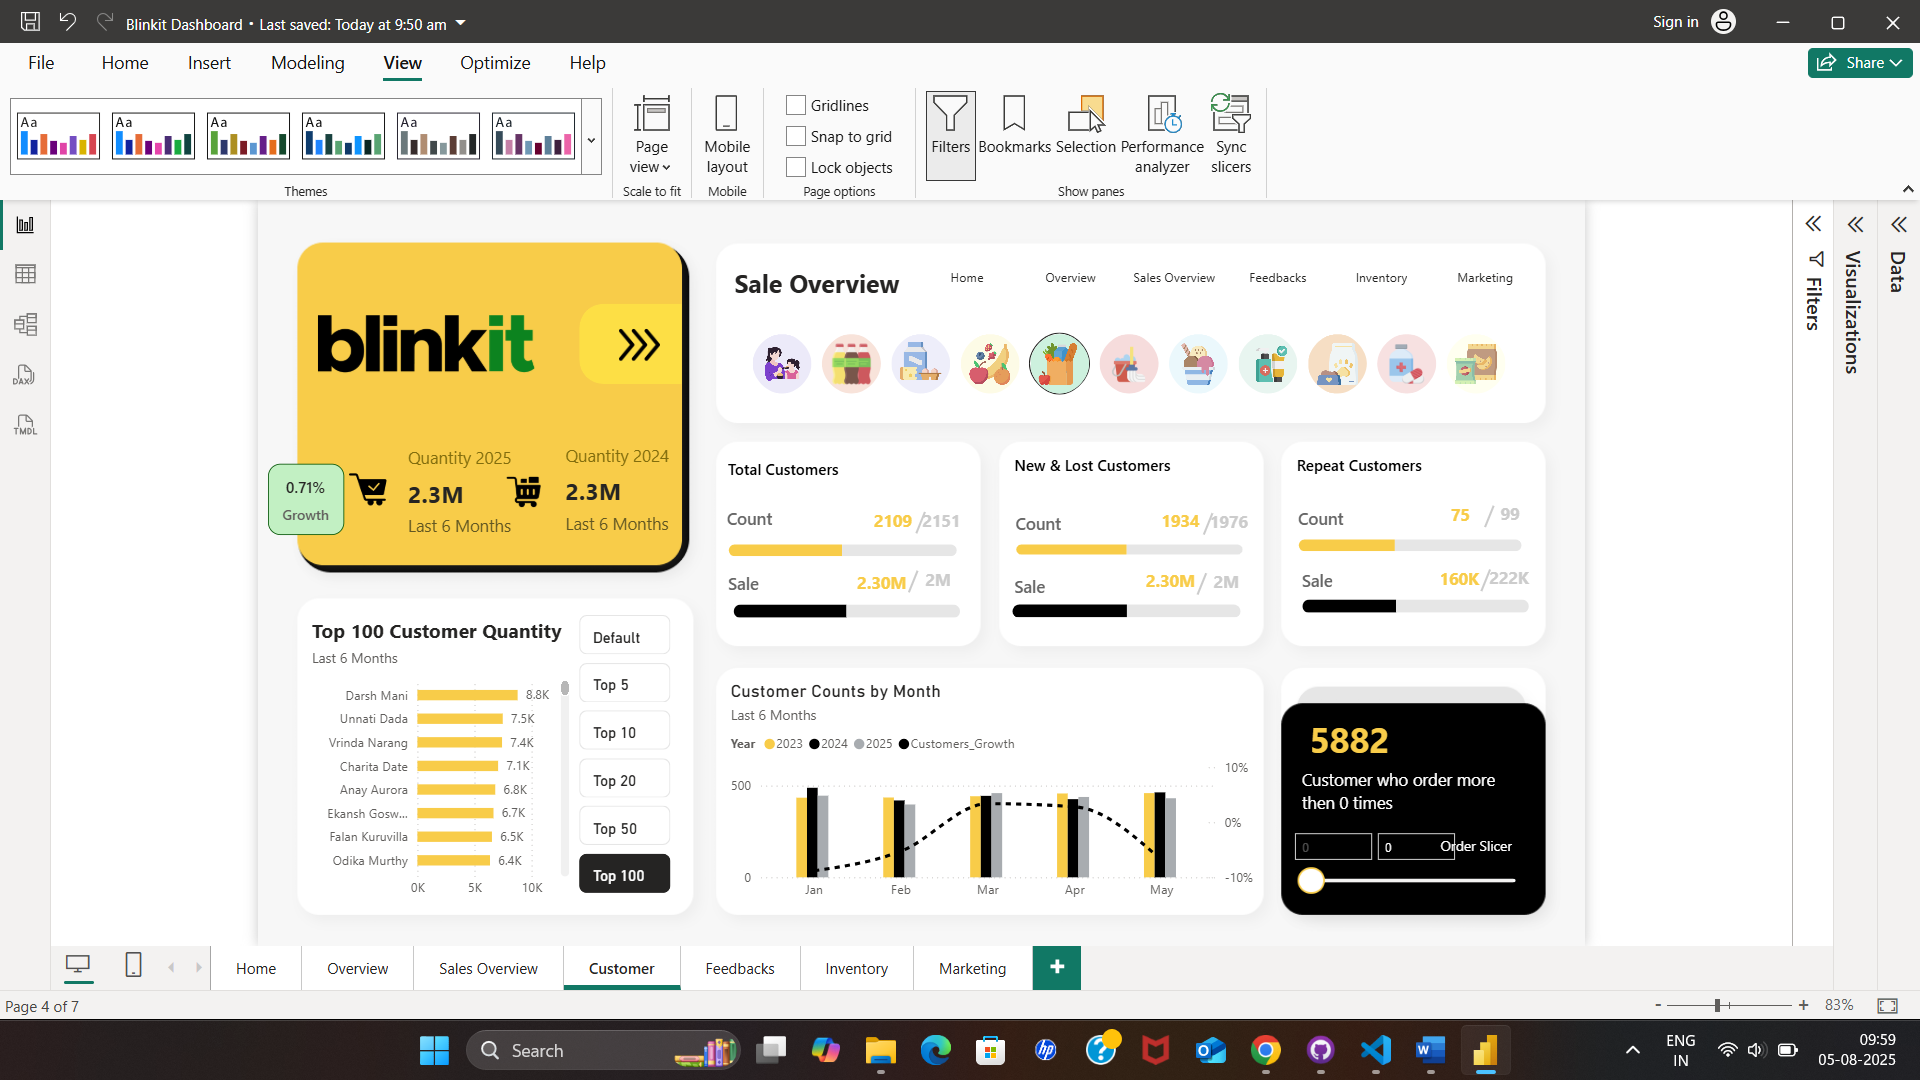 Blinkit Dashboard • Last saved: Today at 9:50 am
Sign in
File
Home
Insert
Modeling
View
Optimize
Help
Share
Aa
Aa
Aa
Aa
Aa
Aa
Themes
Page view
Scale to fit
Mobile layout
Mobile
Gridlines
Snap to grid
Lock objects
Page options
Filters
Bookmarks
Selection
Performance analyzer
Sync slicers
Show panes
DAX
TMDL
blinkit
Quantity 2025
2.3M
Last 6 Months
Quantity 2024
2.3M
Last 6 Months
0.71%
Growth
Sale Overview
Home
Overview
Sales Overview
Feedbacks
Inventory
Marketing
Total Customers
Count
2109 /2151
Sale
2.30M / 2M
New & Lost Customers
Count
1934 /1976
Sale
2.30M / 2M
Repeat Customers
Count
75 / 99
Sale
160K/222K
Top 100 Customer Quantity
Last 6 Months
Darsh Mani 8.8K
Unnati Dada 7.5K
Vrinda Narang 7.4K
Charita Date 7.1K
Anay Aurora 6.8K
Ekansh Gosw... 6.7K
Falan Kuruvilla 6.5K
Odika Murthy 6.4K
0K 5K 10K
Default
Top 5
Top 10
Top 20
Top 50
Top 100
Customer Counts by Month
Last 6 Months
Year 2023 2024 2025 Customers_Growth
500
0
10%
0%
-10%
Jan Feb Mar Apr May
5882
Customer who order more
then 0 times
0
0
Order Slicer
Filters
Visualizations
Data
Home
Overview
Sales Overview
Customer
Feedbacks
Inventory
Marketing
+
Page 4 of 7
- + 83%
Search
hp
ENG
IN
09:59
05-08-2025